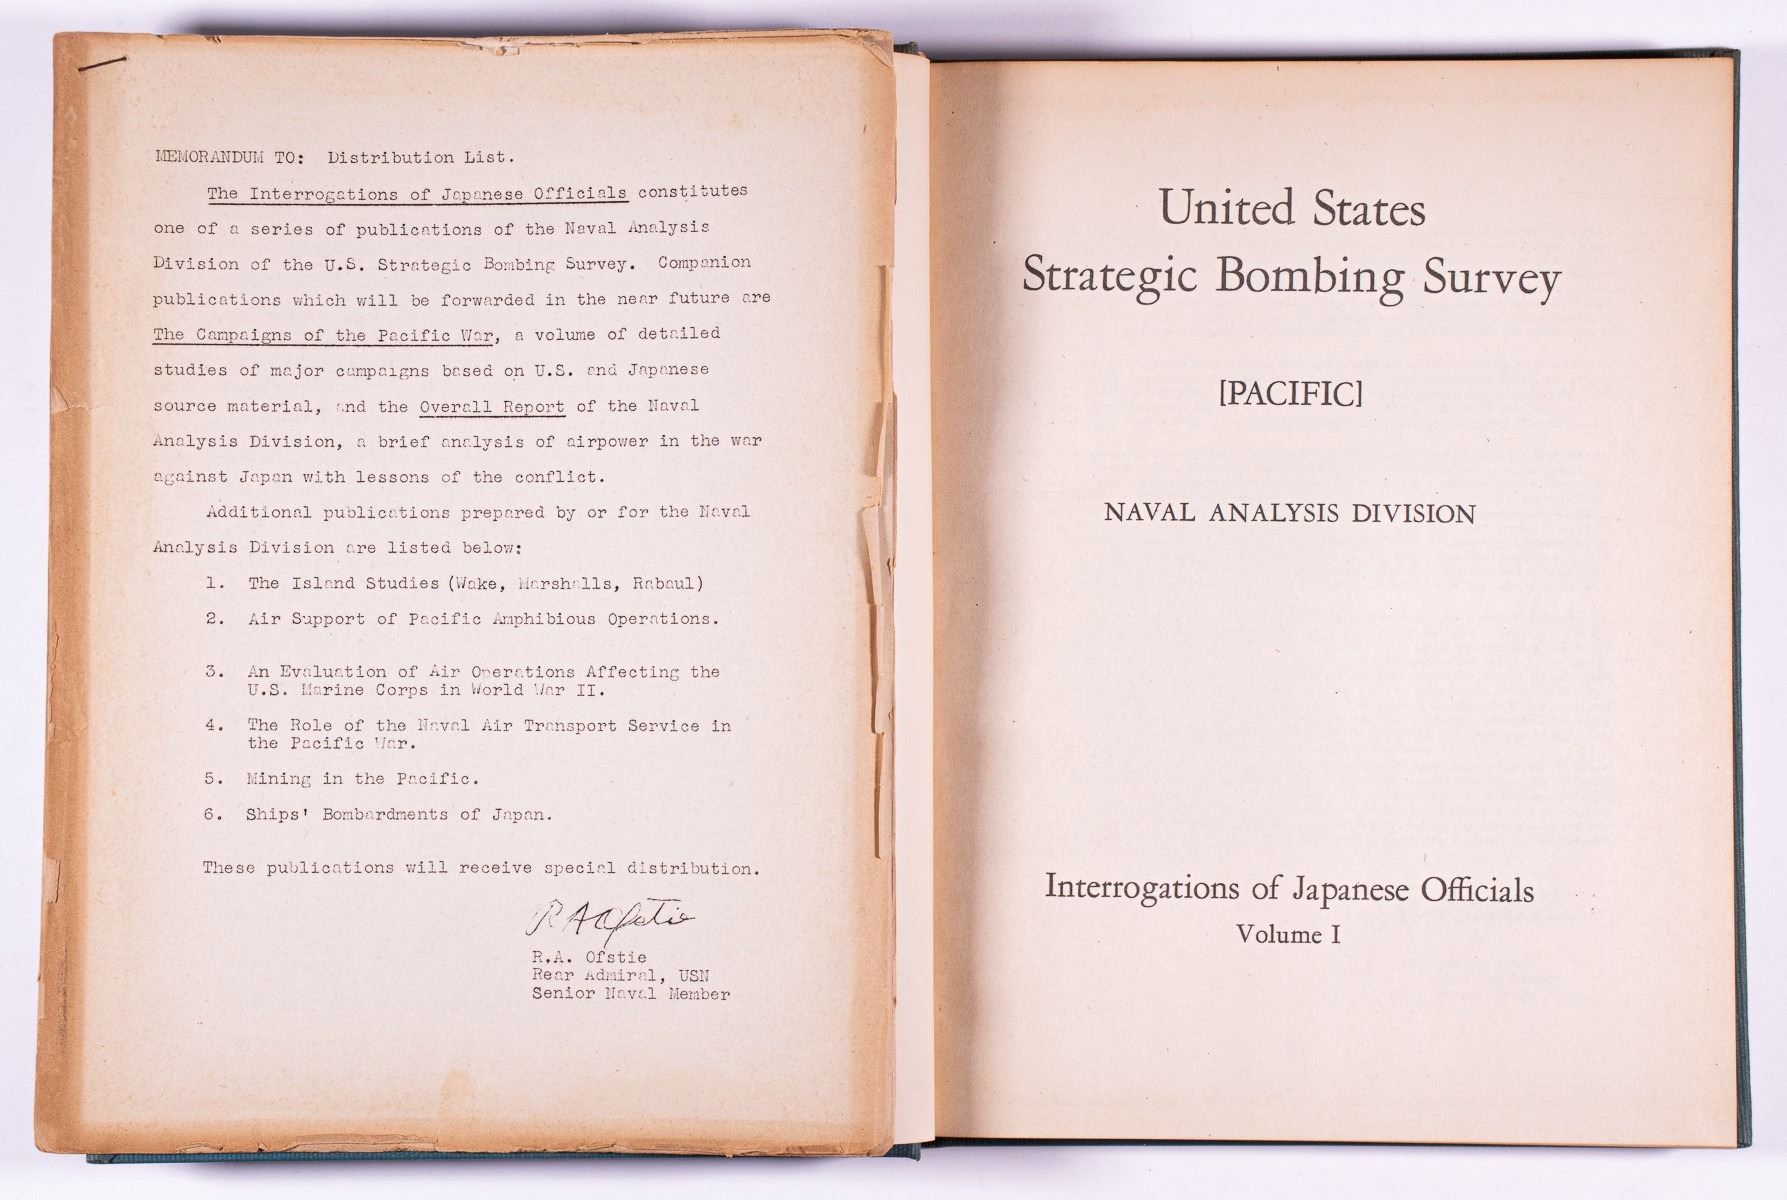 MEMORANDUM TO: Distribution List.
The Interrogations of Japanese Officials constitutes
one of a series of publications of the Naval Analysis
Division of the U.S. Strategic Bombing Survey. Companion
publications which will be forwarded in the near future are
The Campaigns of the Pacific War, a volume of detailed
studies of major campaigns based on U.S. and Japanese
source material, and the Overall Report of the Naval
Analysis Division, a brief analysis of airpower in the war
against Japan with lessons of the conflict.
Additional publications prepared by or for the Naval
Analysis Division are listed below:
1. The Island Studies (Wake, Marshalls, Rabaul)
2. Air Support of Pacific Amphibious Operations.
3. An Evaluation of Air Operations Affecting the
U.S. Marine Corps in World War II.
4. The Role of the Naval Air Transport Service in
the Pacific War.
5. Mining in the Pacific.
6. Ships' Bombardments of Japan.
These publications will receive special distribution.
R A Ofstie
R.A. Ofstie
Rear Admiral, USN
Senior Naval Member
United States
Strategic Bombing Survey
[PACIFIC]
NAVAL ANALYSIS DIVISION
Interrogations of Japanese Officials
Volume I